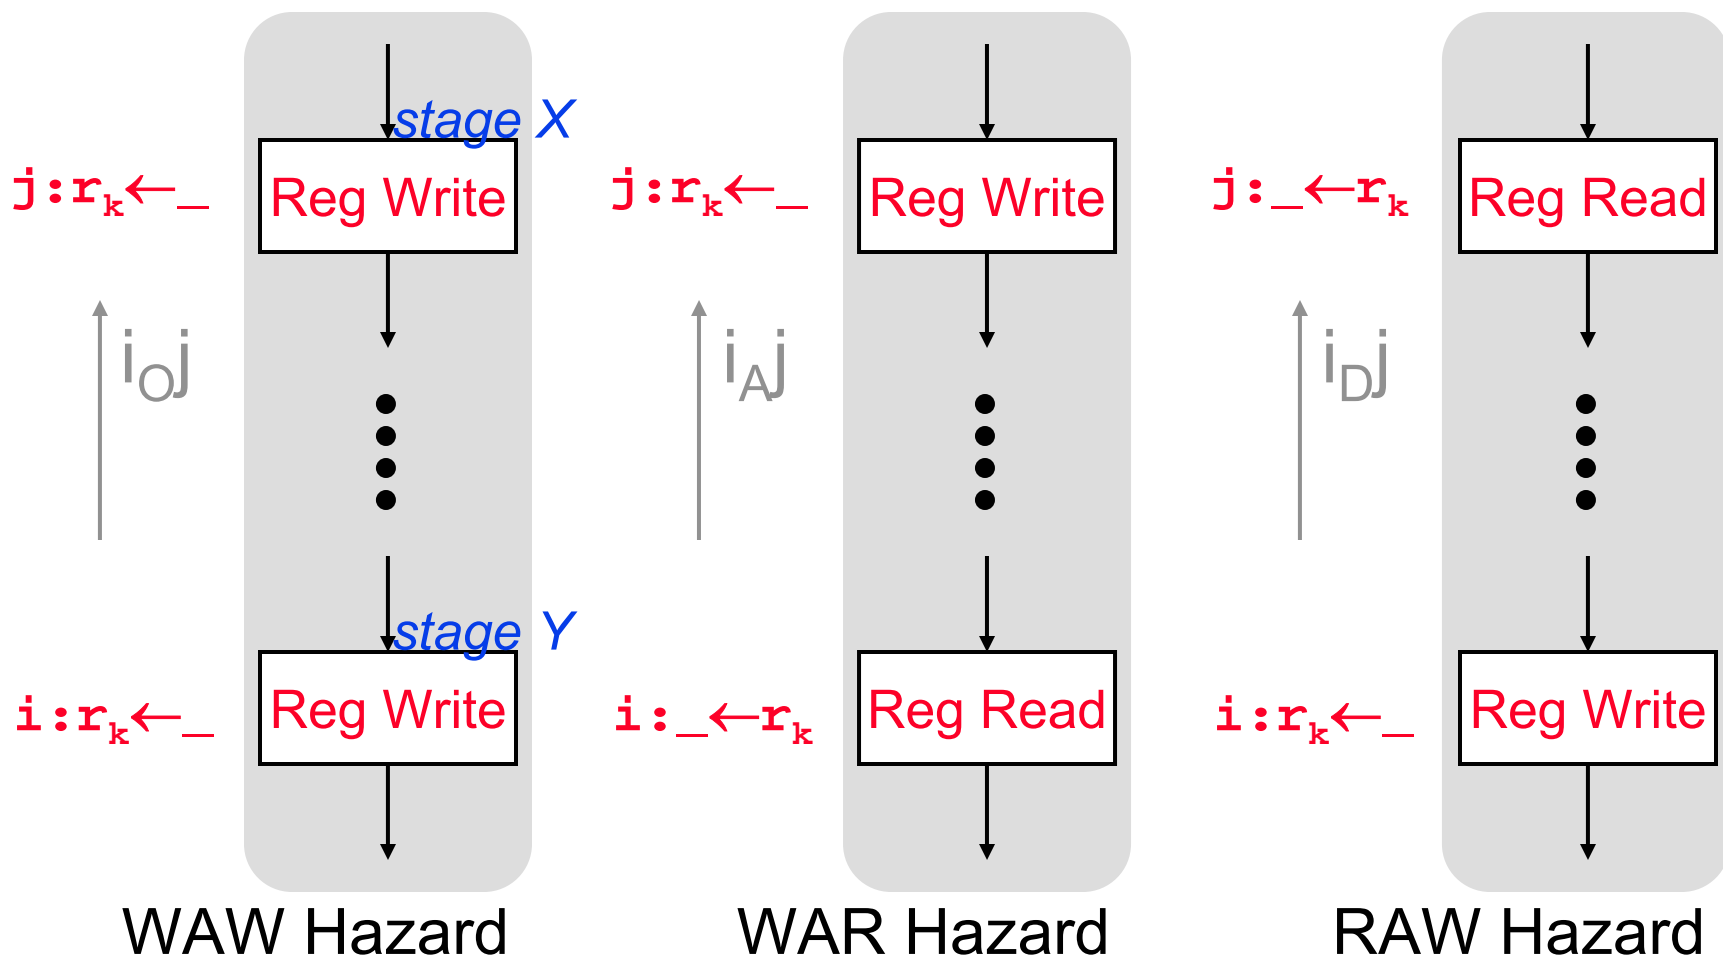 stage X
j:rk←_ Reg Write
iOj
stage Y
i:rk←_ Reg Write
WAW Hazard
j:rk←_ Reg Write
iAj
i:_←rk Reg Read
WAR Hazard
j:_←rk Reg Read
iDj
i:rk←_ Reg Write
RAW Hazard